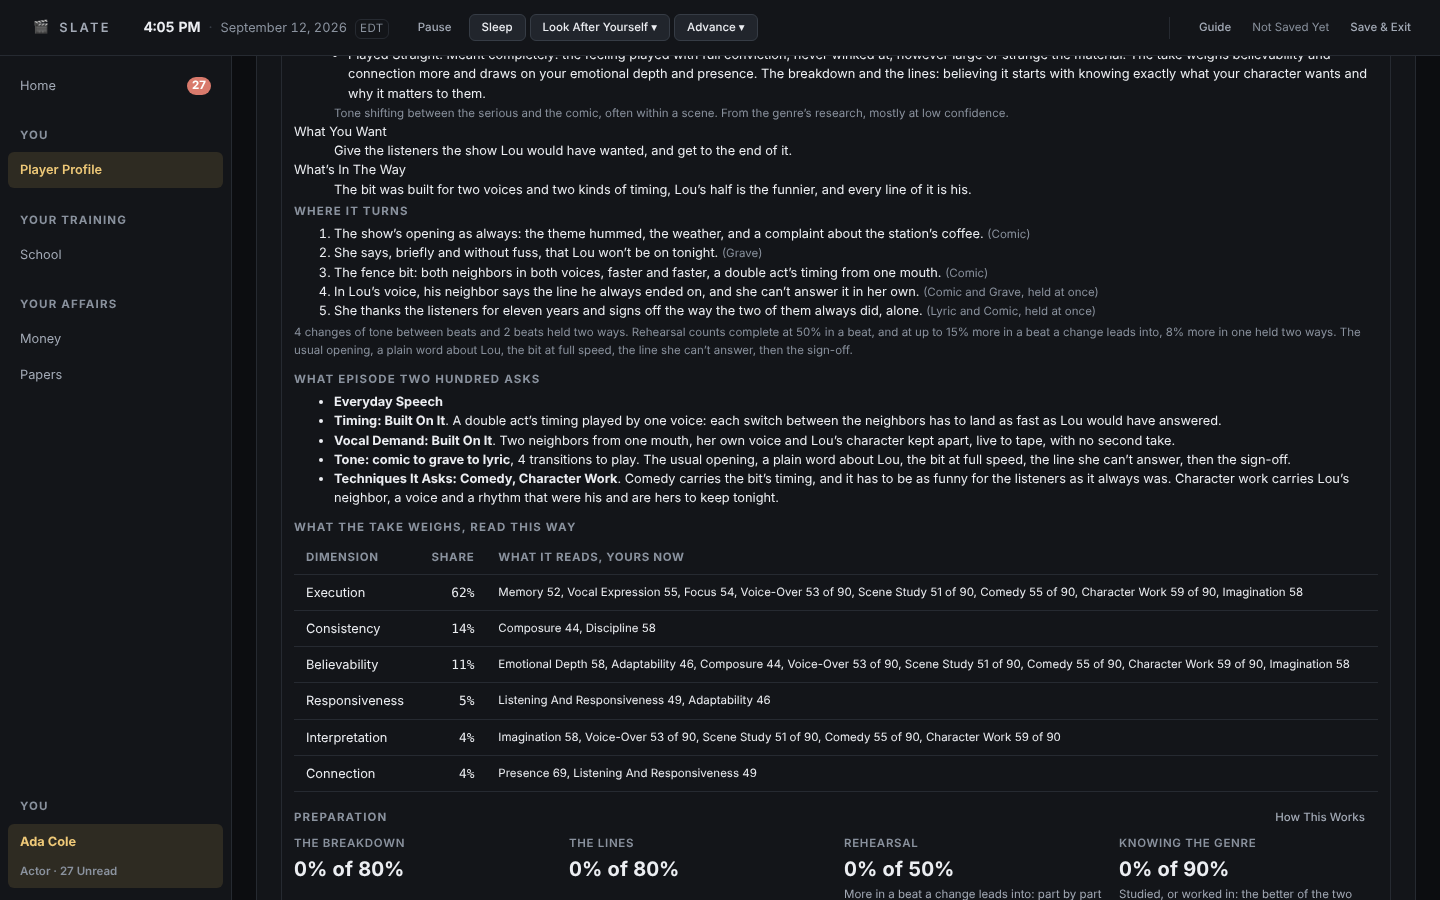 SLATE
4:05 PM · September 12, 2026 EDT
Pause
Sleep
Look After Yourself ▾
Advance ▾
Guide
Not Saved Yet
Save & Exit
Home
27
YOU
Player Profile
YOUR TRAINING
School
YOUR AFFAIRS
Money
Papers
YOU
Ada Cole
Actor · 27 Unread
connection more and draws on your emotional depth and presence. The breakdown and the lines: believing it starts with knowing exactly what your character wants and
why it matters to them.
Tone shifting between the serious and the comic, often within a scene. From the genre's research, mostly at low confidence.
What You Want
Give the listeners the show Lou would have wanted, and get to the end of it.
What's In The Way
The bit was built for two voices and two kinds of timing, Lou's half is the funnier, and every line of it is his.
WHERE IT TURNS
1. The show's opening as always: the theme hummed, the weather, and a complaint about the station's coffee. (Comic)
2. She says, briefly and without fuss, that Lou won't be on tonight. (Grave)
3. The fence bit: both neighbors in both voices, faster and faster, a double act's timing from one mouth. (Comic)
4. In Lou's voice, his neighbor says the line he always ended on, and she can't answer it in her own. (Comic and Grave, held at once)
5. She thanks the listeners for eleven years and signs off the way the two of them always did, alone. (Lyric and Comic, held at once)
4 changes of tone between beats and 2 beats held two ways. Rehearsal counts complete at 50% in a beat, and at up to 15% more in a beat a change leads into, 8% more in one held two ways. The
usual opening, a plain word about Lou, the bit at full speed, the line she can't answer, then the sign-off.
WHAT EPISODE TWO HUNDRED ASKS
• Everyday Speech
• Timing: Built On It. A double act's timing played by one voice: each switch between the neighbors has to land as fast as Lou would have answered.
• Vocal Demand: Built On It. Two neighbors from one mouth, her own voice and Lou's character kept apart, live to tape, with no second take.
• Tone: comic to grave to lyric, 4 transitions to play. The usual opening, a plain word about Lou, the bit at full speed, the line she can't answer, then the sign-off.
• Techniques It Asks: Comedy, Character Work. Comedy carries the bit's timing, and it has to be as funny for the listeners as it always was. Character work carries Lou's
neighbor, a voice and a rhythm that were his and are hers to keep tonight.
WHAT THE TAKE WEIGHS, READ THIS WAY
DIMENSION SHARE WHAT IT READS, YOURS NOW
Execution 62% Memory 52, Vocal Expression 55, Focus 54, Voice-Over 53 of 90, Scene Study 51 of 90, Comedy 55 of 90, Character Work 59 of 90, Imagination 58
Consistency 14% Composure 44, Discipline 58
Believability 11% Emotional Depth 58, Adaptability 46, Composure 44, Voice-Over 53 of 90, Scene Study 51 of 90, Comedy 55 of 90, Character Work 59 of 90, Imagination 58
Responsiveness 5% Listening And Responsiveness 49, Adaptability 46
Interpretation 4% Imagination 58, Voice-Over 53 of 90, Scene Study 51 of 90, Comedy 55 of 90, Character Work 59 of 90
Connection 4% Presence 69, Listening And Responsiveness 49
PREPARATION
How This Works
THE BREAKDOWN
0% of 80%
THE LINES
0% of 80%
REHEARSAL
0% of 50%
More in a beat a change leads into: part by part
KNOWING THE GENRE
0% of 90%
Studied, or worked in: the better of the two